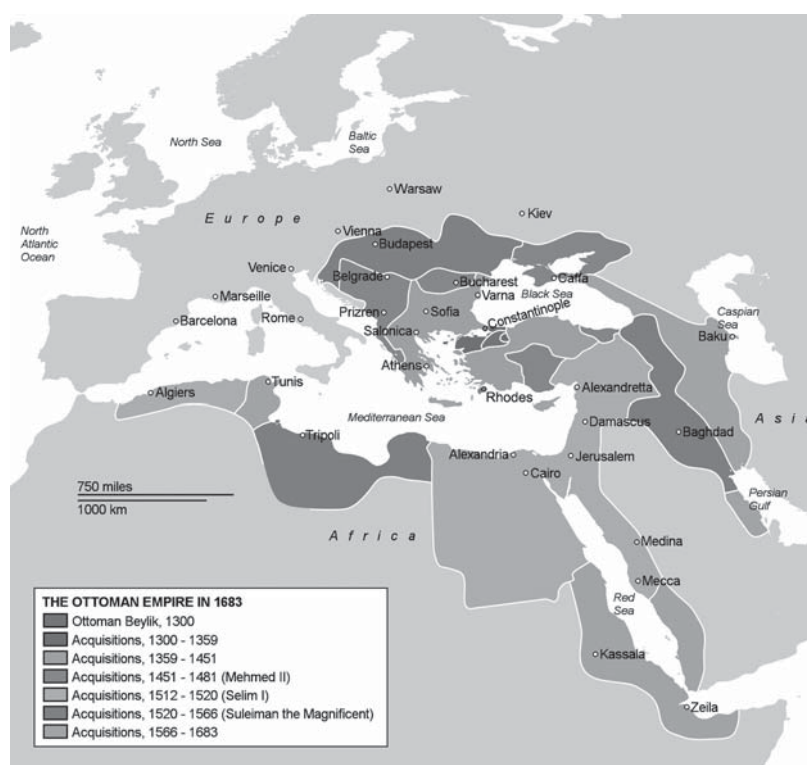 North Sea
Baltic
Sea
Warsaw
Kiev
Europe
North
Atlantic
Ocean
Vienna
Budapest
Venice
Belgrade
Bucharest
Caffa
Varna
Black Sea
Marseille
Prizren
Sofia
Constantinople
Caspian
Sea
Barcelona
Rome
Salonica
Baku
Athens
Algiers
Tunis
Rhodes
Alexandretta
Asia
Mediterranean Sea
Damascus
Tripoli
Baghdad
Alexandria
Jerusalem
Cairo
750 miles
1000 km
Persian
Gulf
Africa
Medina
Mecca
Red
Sea
Kassala
Zeila
THE OTTOMAN EMPIRE IN 1683
Ottoman Beylik, 1300
Acquisitions, 1300 - 1359
Acquisitions, 1359 - 1451
Acquisitions, 1451 - 1481 (Mehmed II)
Acquisitions, 1512 - 1520 (Selim I)
Acquisitions, 1520 - 1566 (Suleiman the Magnificent)
Acquisitions, 1566 - 1683